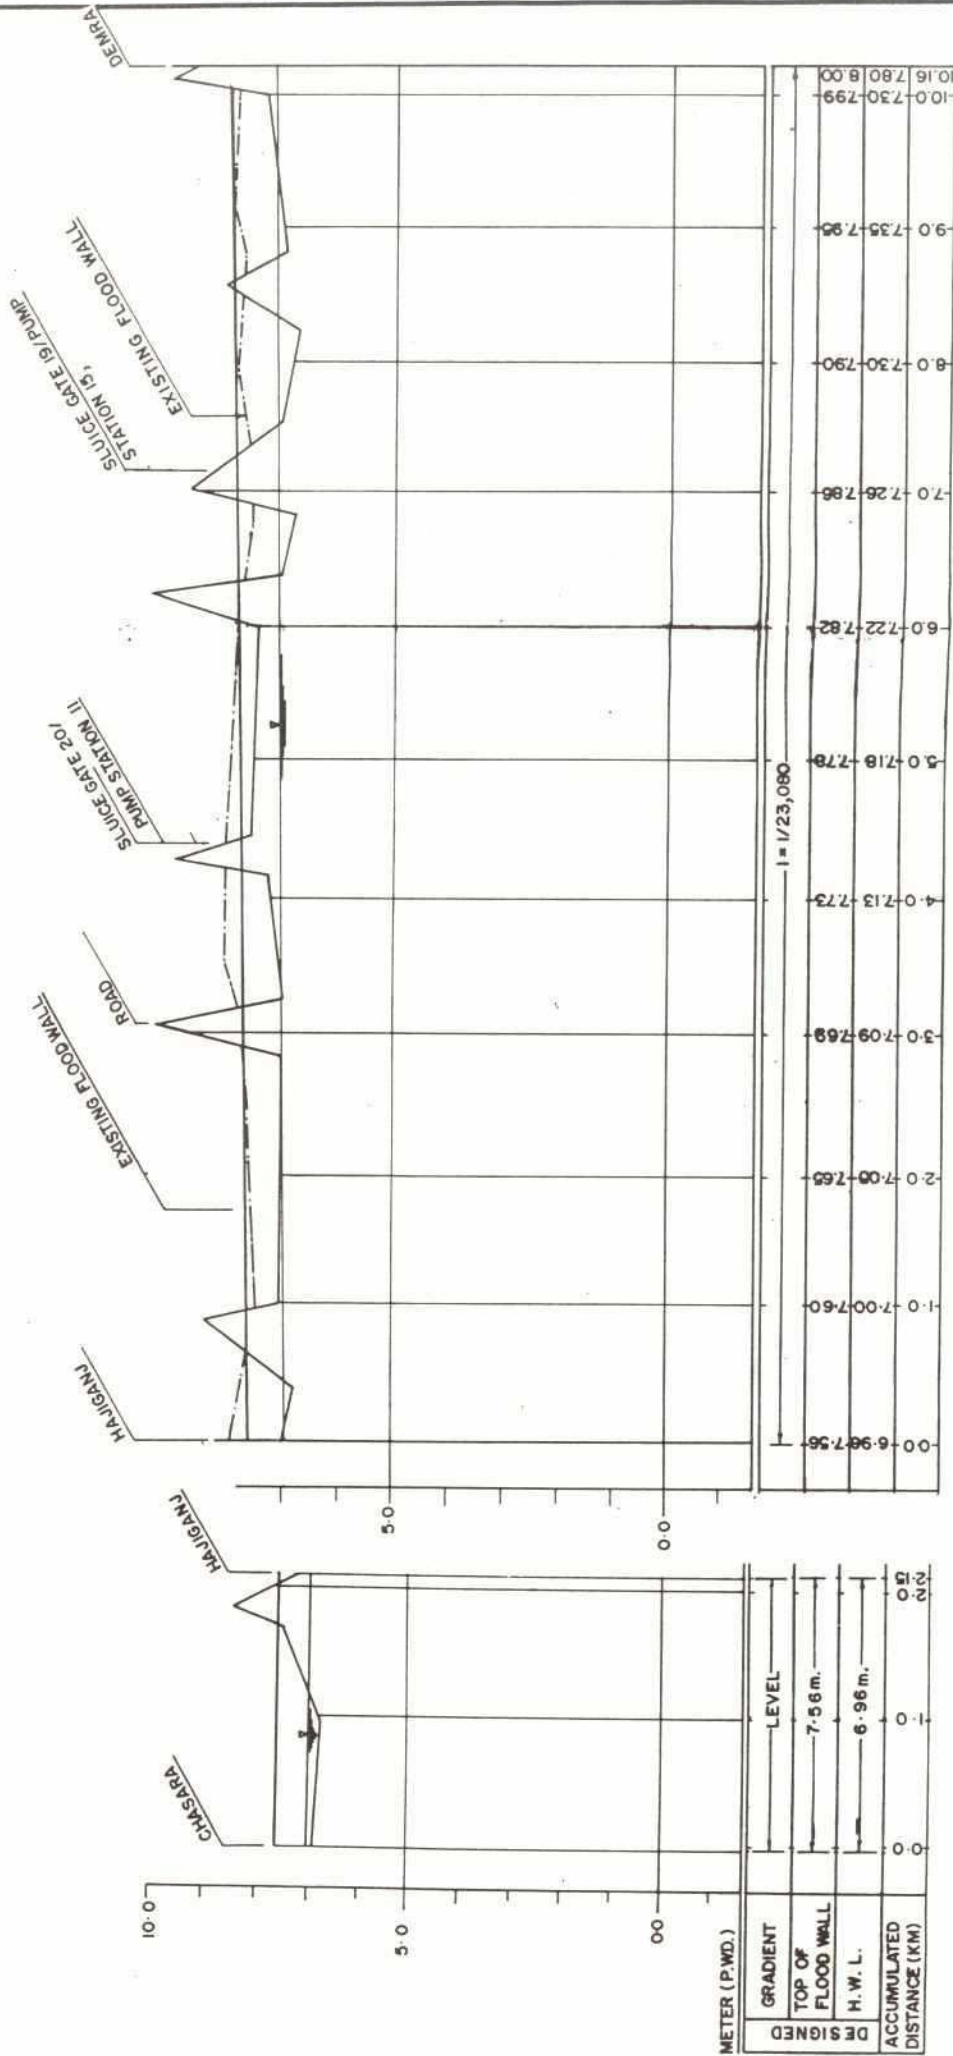 CHASARA
HAJIGANJ
HAJIGANJ
EXISTING FLOOD WALL
ROAD
SLUICE GATE 20/
PUMP STATION 11
SLUICE GATE 19/PUMP
STATION 15,
EXISTING FLOOD WALL
DEMRA
10.0
5.0
0.0
METER (P.WD.)
5.0
0.0
DESIGNED
GRADIENT
LEVEL
I = 1/23,080
TOP OF
FLOOD WALL
7.56 m.
7.56 7.60 7.65 7.69 7.73 7.78 7.82 7.86 7.90 7.95 7.99 8.00
H. W. L.
6.96 m.
6.96 7.00 7.05 7.09 7.13 7.18 7.22 7.26 7.30 7.35 7.30 7.80
ACCUMULATED
DISTANCE (KM)
0.0 1.0 2.0 2.15
0.0 1.0 2.0 3.0 4.0 5.0 6.0 7.0 8.0 9.0 10.0 10.16